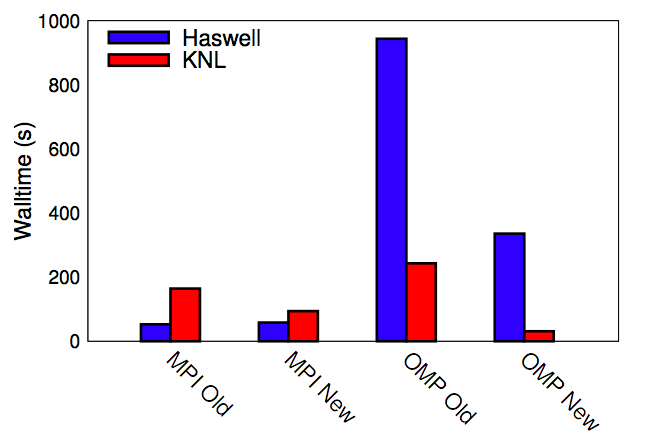 1000
800
600
400
200
0
Walltime (s)
Haswell
KNL
MPI Old
MPI New
OMP Old
OMP New